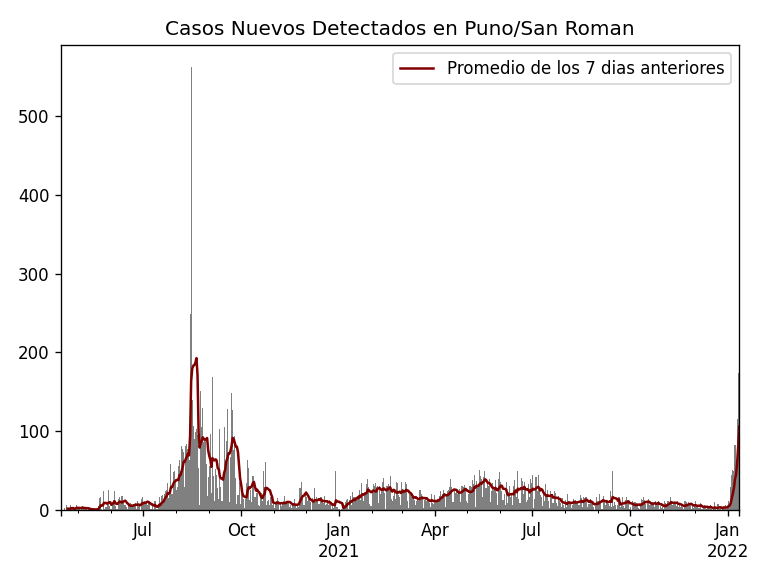 Casos Nuevos Detectados en Puno/San Roman
Promedio de los 7 dias anteriores
500
400
300
200
100
0
Jul Oct Jan Apr Jul Oct Jan
2021 2022